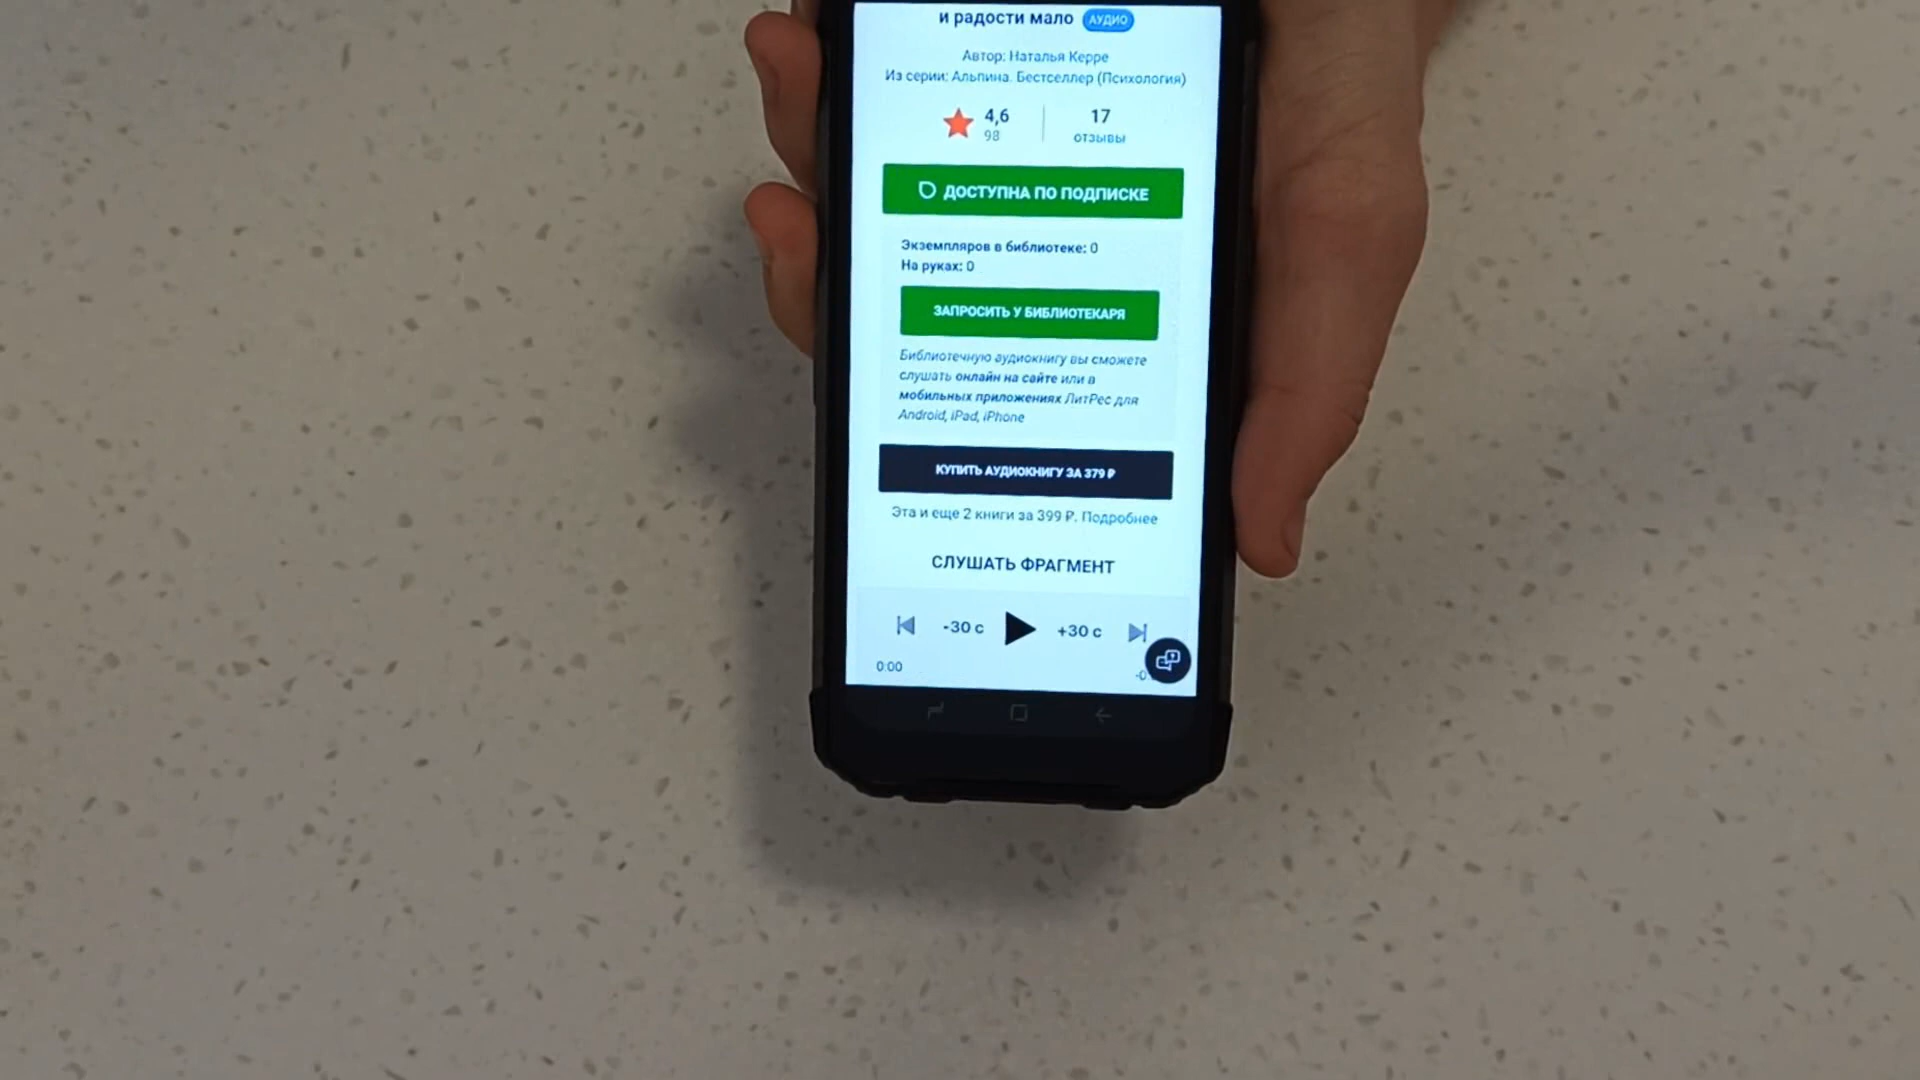 и радости мало АУДИО
Автор: Наталья Керре
Из серии: Альпина. Бестселлер (Психология)
4,6
98
17
отзывы
ДОСТУПНА ПО ПОДПИСКЕ
Экземпляров в библиотеке: 0
На руках: 0
ЗАПРОСИТЬ У БИБЛИОТЕКАРЯ
Библиотечную аудиокнигу вы сможете
слушать онлайн на сайте или в
мобильных приложениях ЛитРес для
Android, iPad, iPhone
КУПИТЬ АУДИОКНИГУ ЗА 379 ₽
Эта и еще 2 книги за 399 ₽. Подробнее
СЛУШАТЬ ФРАГМЕНТ
-30 с
+30 с
0:00